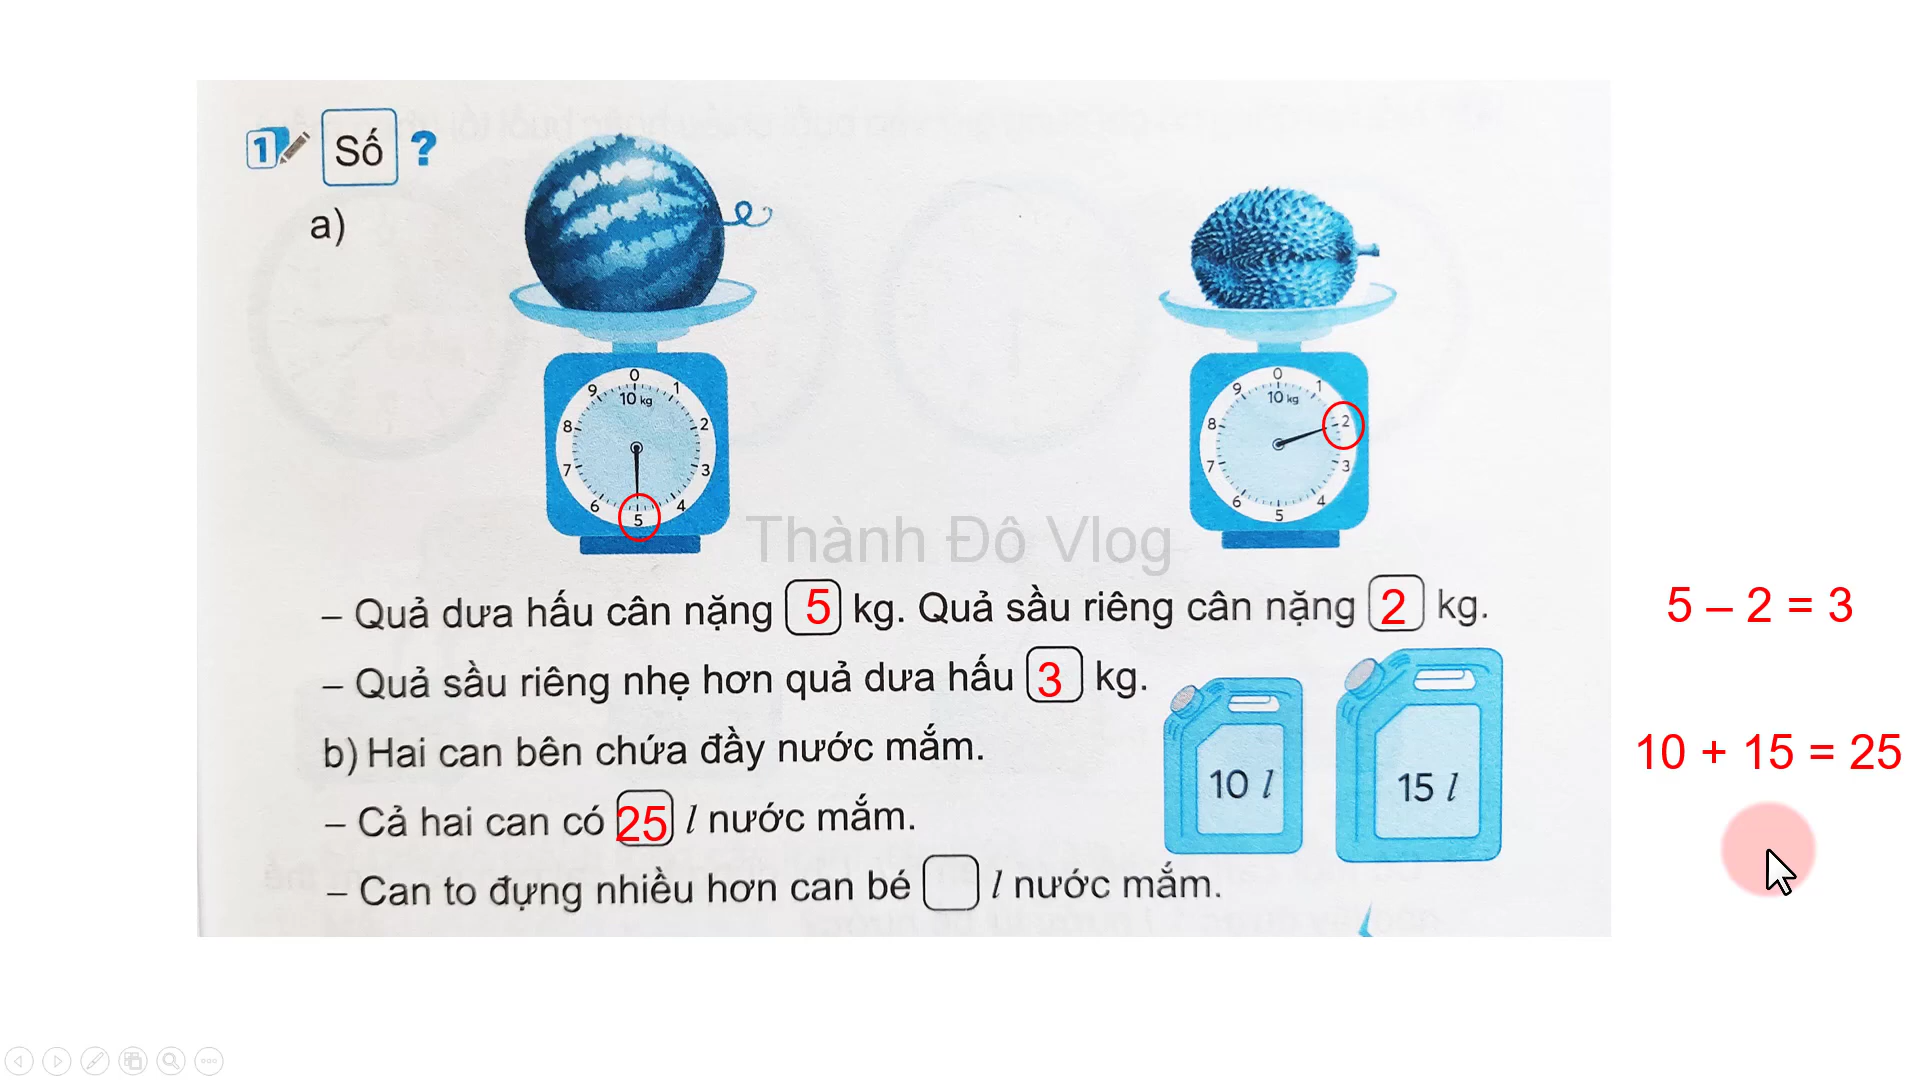 1 Số ?
a)
0 1 2 3 4 5 6 7 8 9
10 kg
0 1 2 3 4 5 6 7 8 9
10 kg
Thành Đô Vlog
– Quả dưa hấu cân nặng 5 kg. Quả sầu riêng cân nặng 2 kg.
5 – 2 = 3
– Quả sầu riêng nhẹ hơn quả dưa hấu 3 kg.
b) Hai can bên chứa đầy nước mắm.
10 + 15 = 25
10 l
15 l
– Cả hai can có 25 l nước mắm.
– Can to đựng nhiều hơn can bé l nước mắm.